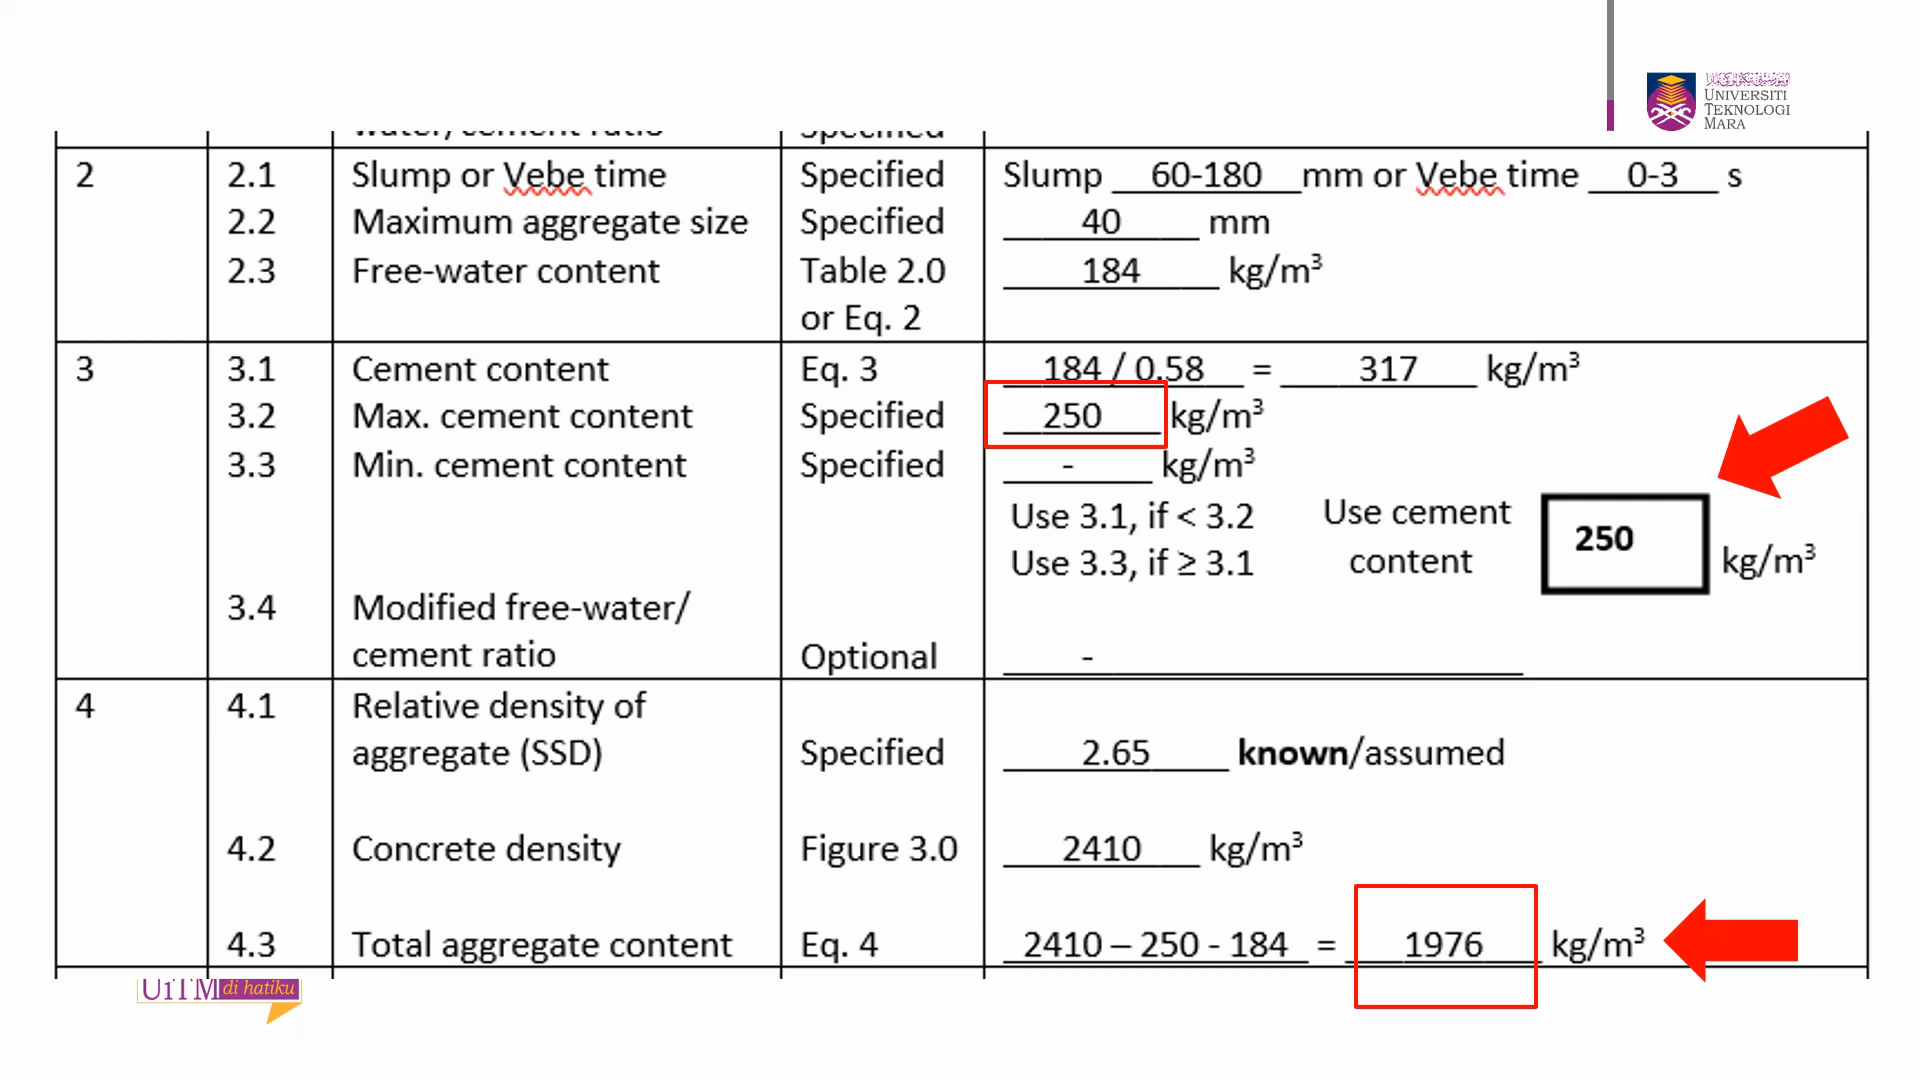 UNIVERSITI
TEKNOLOGI
MARA
water/cement ratio Specified
2 2.1 Slump or Vebe time Specified Slump 60-180 mm or Vebe time 0-3 s
2.2 Maximum aggregate size Specified 40 mm
2.3 Free-water content Table 2.0 184 kg/m³
or Eq. 2
3 3.1 Cement content Eq. 3 184 / 0.58 = 317 kg/m³
3.2 Max. cement content Specified 250 kg/m³
3.3 Min. cement content Specified - kg/m³
Use 3.1, if < 3.2 Use cement
Use 3.3, if ≥ 3.1 content 250 kg/m³
3.4 Modified free-water/
cement ratio Optional -
4 4.1 Relative density of
aggregate (SSD) Specified 2.65 known/assumed
4.2 Concrete density Figure 3.0 2410 kg/m³
4.3 Total aggregate content Eq. 4 2410 – 250 - 184 = 1976 kg/m³
UiTM di hatiku